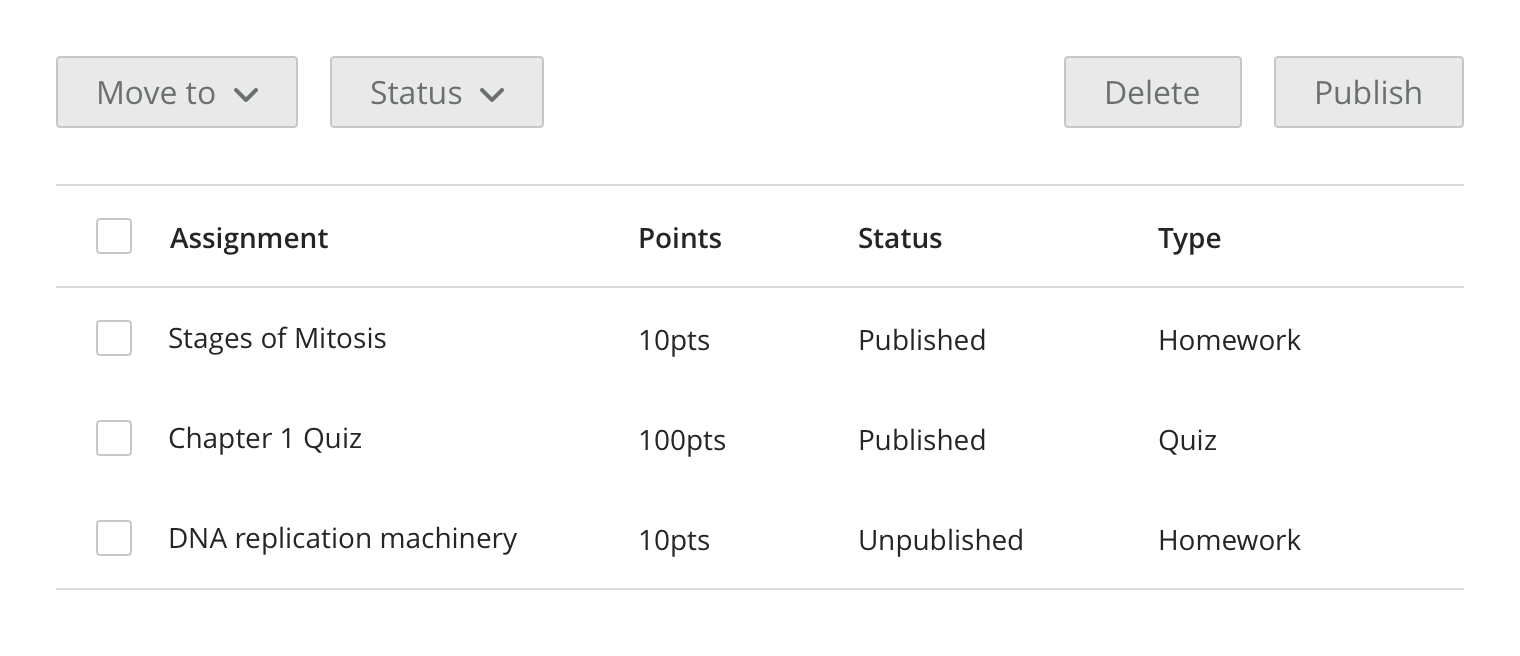 Move to Status Delete Publish
Assignment Points Status Type
Stages of Mitosis 10pts Published Homework
Chapter 1 Quiz 100pts Published Quiz
DNA replication machinery 10pts Unpublished Homework